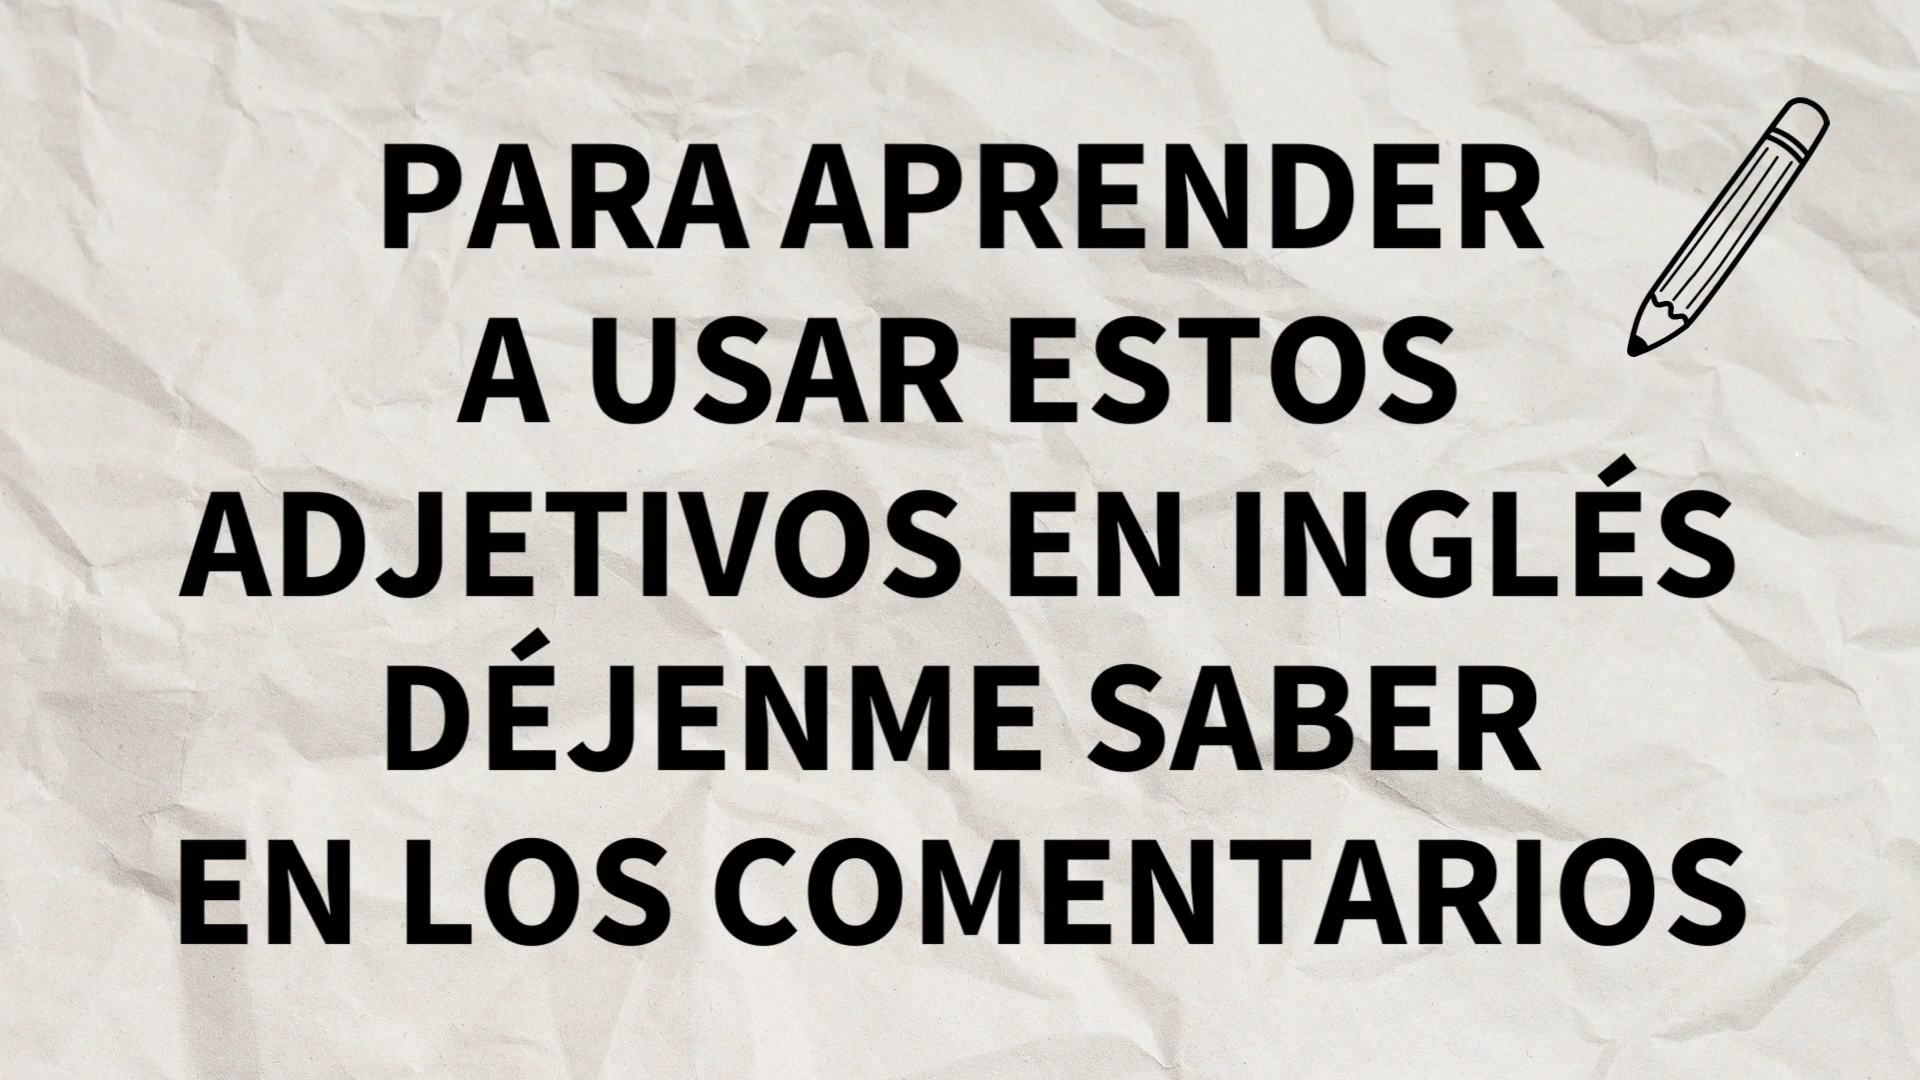 PARA APRENDER
A USAR ESTOS
ADJETIVOS EN INGLÉS
DÉJENME SABER
EN LOS COMENTARIOS